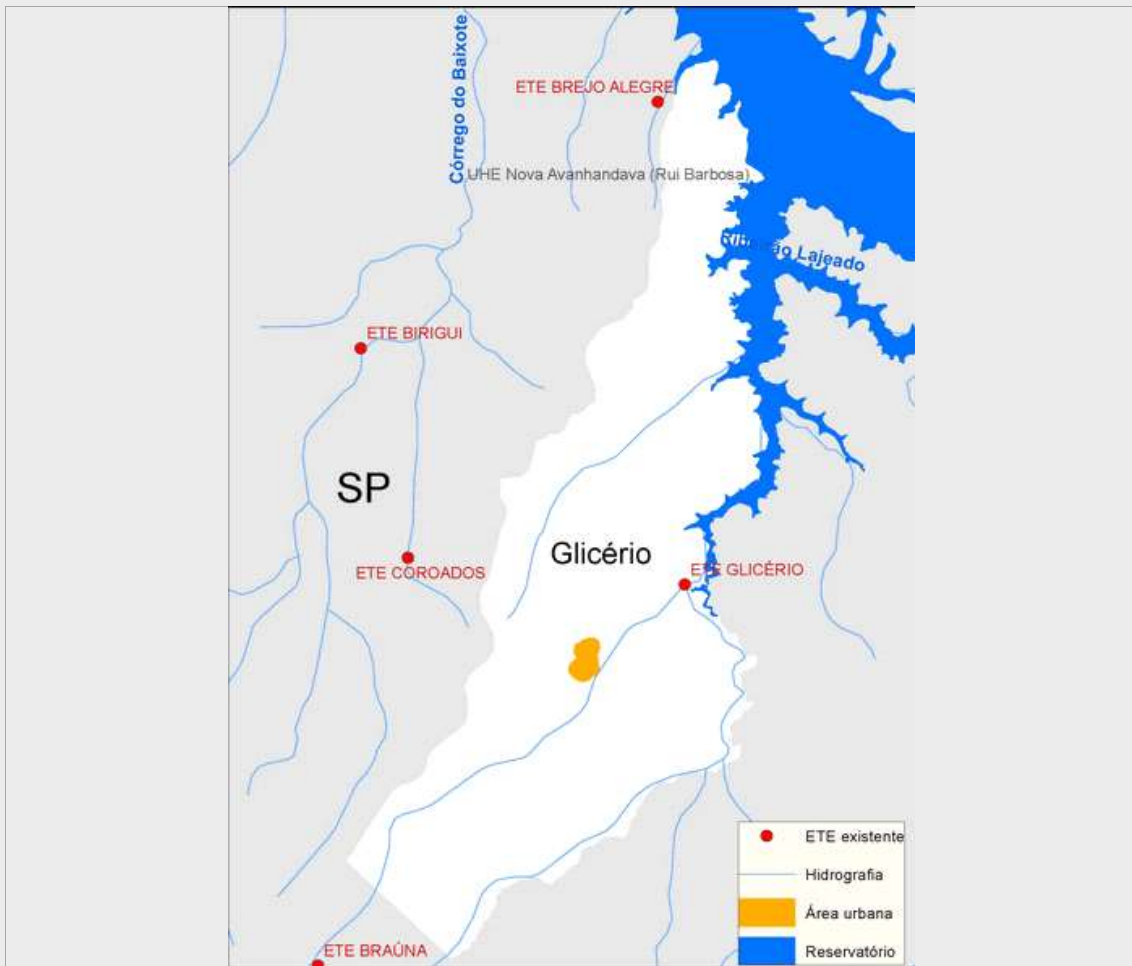 Córrego do Baixote
ETE BREJO ALEGRE
UHE Nova Avanhandava (Rui Barbosa)
Ribeirão Lajeado
ETE BIRIGUI
SP
Glicério
ETE COROADOS
ETE GLICÉRIO
ETE BRAÚNA
ETE existente
Hidrografia
Área urbana
Reservatório